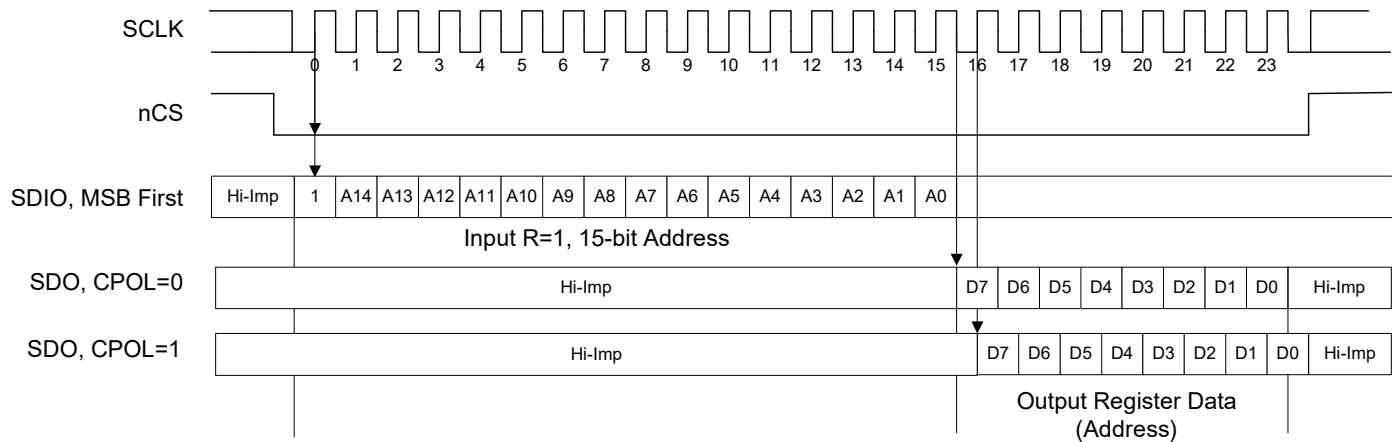 SCLK
0 1 2 3 4 5 6 7 8 9 10 11 12 13 14 15 16 17 18 19 20 21 22 23
nCS
SDIO, MSB First Hi-Imp 1 A14 A13 A12 A11 A10 A9 A8 A7 A6 A5 A4 A3 A2 A1 A0
Input R=1, 15-bit Address
SDO, CPOL=0 Hi-Imp D7 D6 D5 D4 D3 D2 D1 D0 Hi-Imp
SDO, CPOL=1 Hi-Imp D7 D6 D5 D4 D3 D2 D1 D0 Hi-Imp
Output Register Data
(Address)